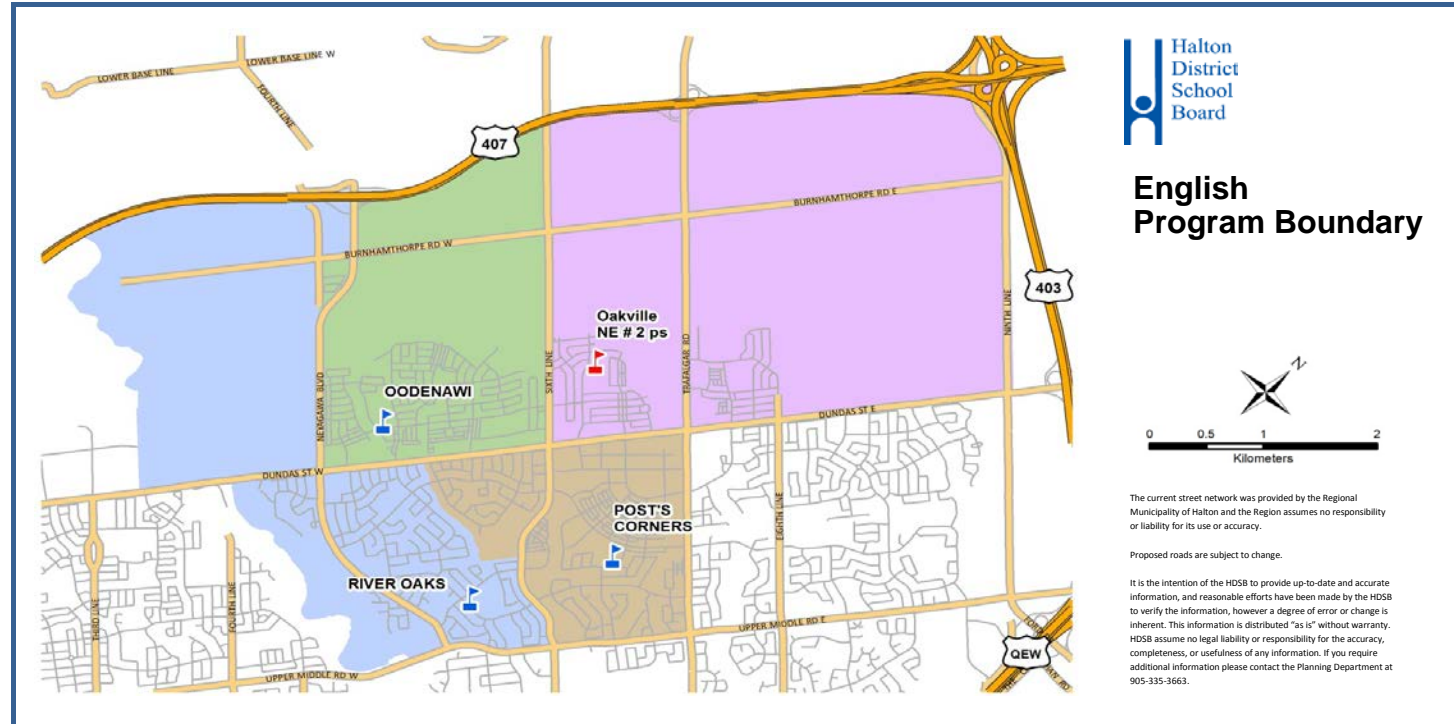 LOWER BASE LINE
LOWER BASE LINE W
FOURTH LINE
407
BURNHAMTHORPE RD E
BURNHAMTHORPE RD W
403
NINTH LINE
Oakville
NE # 2 ps
SIXTH LINE
TRAFALGAR RD
NEYAGAWA BLVD
OODENAWI
DUNDAS ST E
DUNDAS ST W
POST'S
CORNERS
EIGHTH LINE
RIVER OAKS
THIRD LINE
FOURTH LINE
UPPER MIDDLE RD E
UPPER MIDDLE RD W
QEW
Halton
District
School
Board
English
Program Boundary
N
0 0.5 1 2
Kilometers
The current street network was provided by the Regional
Municipality of Halton and the Region assumes no responsibility
or liability for its use or accuracy.
Proposed roads are subject to change.
It is the intention of the HDSB to provide up-to-date and accurate
information, and reasonable efforts have been made by the HDSB
to verify the information, however a degree of error or change is
inherent. This information is distributed "as is" without warranty.
HDSB assume no legal liability or responsibility for the accuracy,
completeness, or usefulness of any information. If you require
additional information please contact the Planning Department at
905-335-3663.